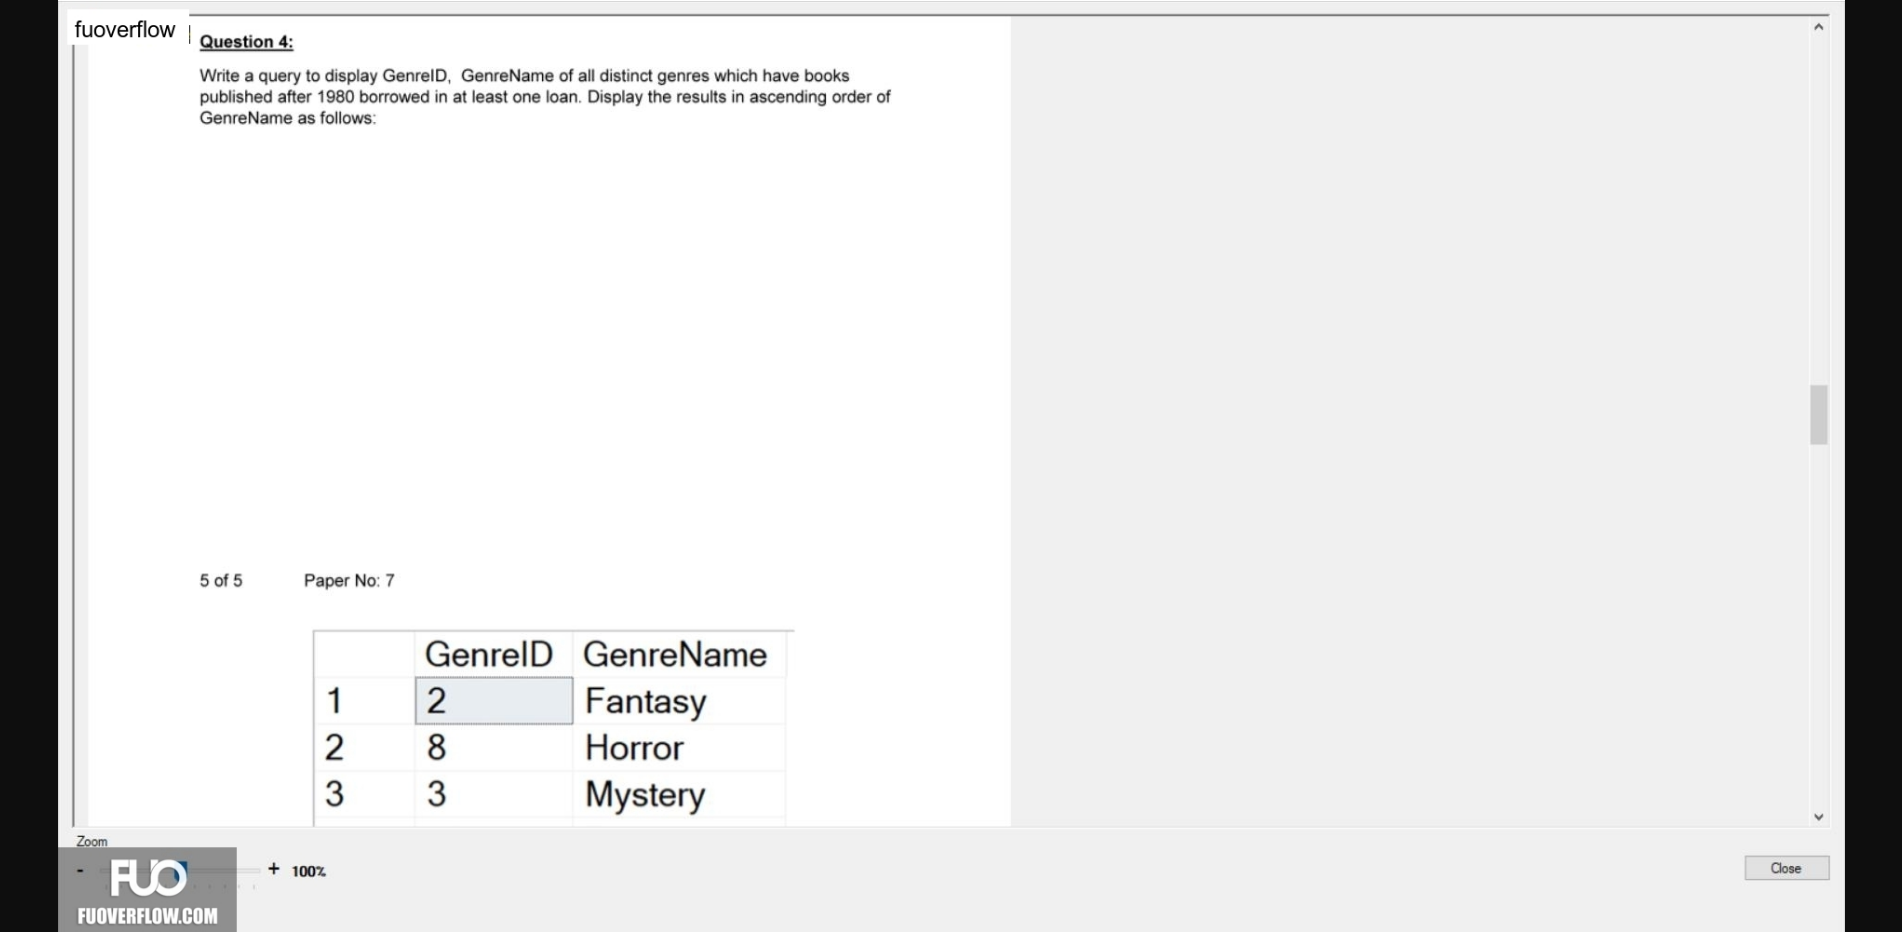 fuoverflow
Question 4:
Write a query to display GenreID, GenreName of all distinct genres which have books
published after 1980 borrowed in at least one loan. Display the results in ascending order of
GenreName as follows:
5 of 5 Paper No: 7
GenreID GenreName
1 2 Fantasy
2 8 Horror
3 3 Mystery
Zoom
- + 100%
Close
FUO
FUOVERFLOW.COM